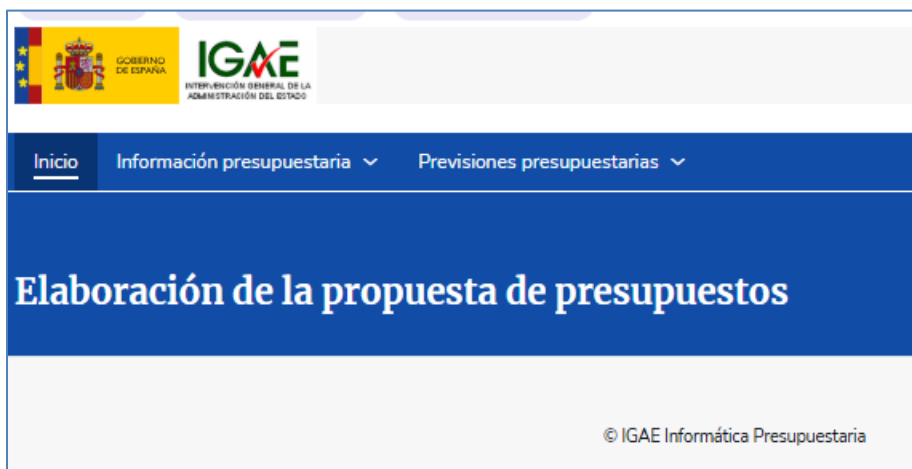 GOBIERNO
DE ESPAÑA
IGAE
INTERVENCIÓN GENERAL DE LA
ADMINISTRACIÓN DEL ESTADO
Inicio Información presupuestaria Previsiones presupuestarias
Elaboración de la propuesta de presupuestos
© IGAE Informática Presupuestaria